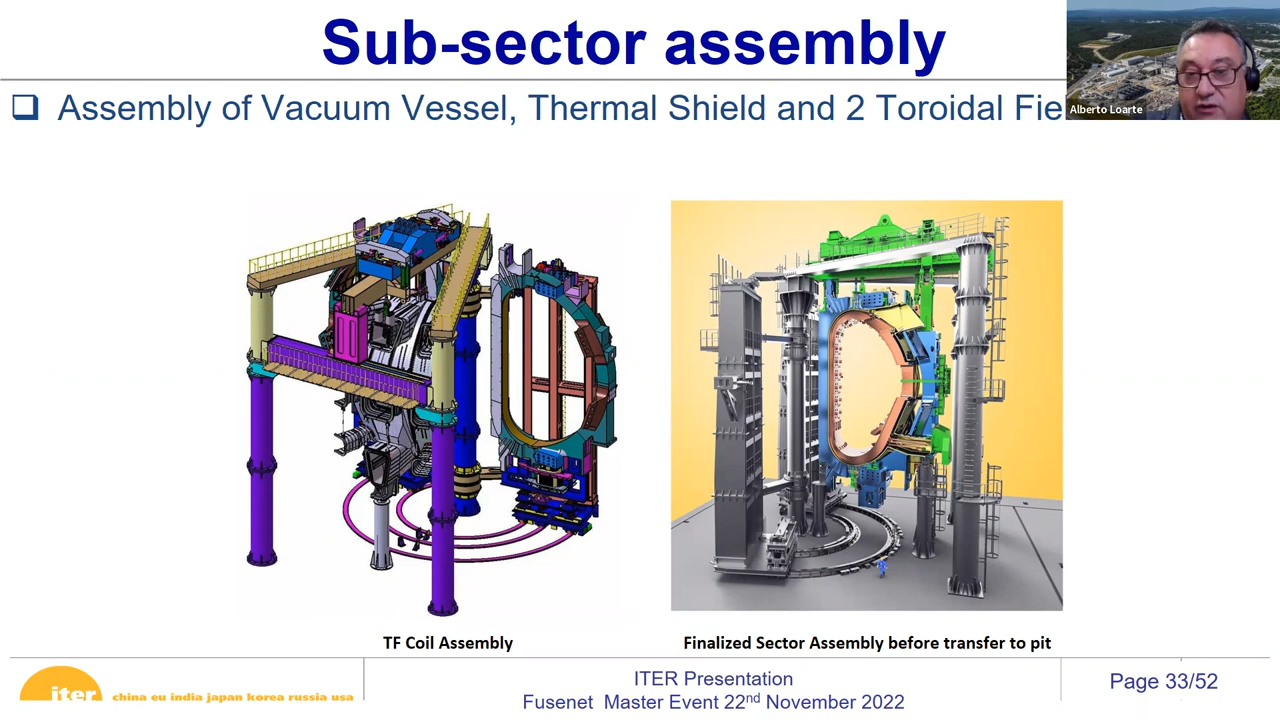 Sub-sector assembly
Alberto Loarte
Assembly of Vacuum Vessel, Thermal Shield and 2 Toroidal Fie
TF Coil Assembly
Finalized Sector Assembly before transfer to pit
iter
china eu india japan korea russia usa
ITER Presentation
Fusenet Master Event 22nd November 2022
Page 33/52